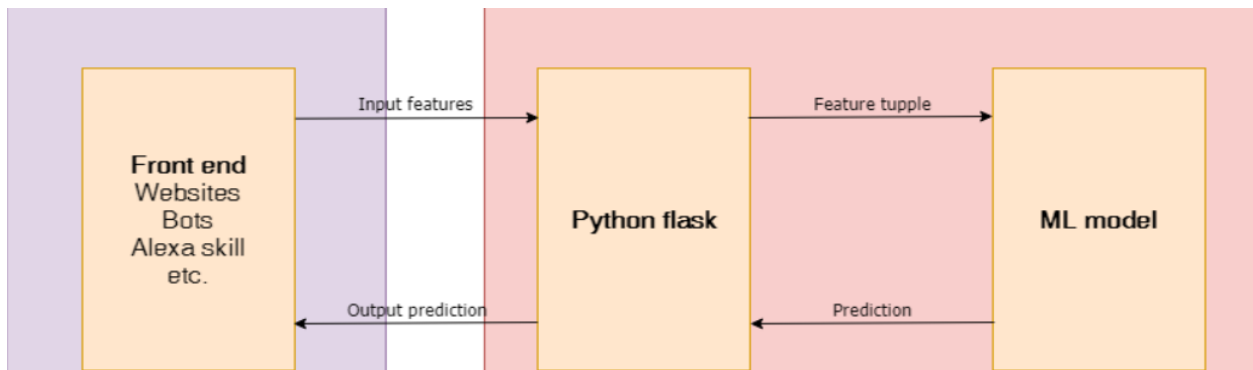 Input features
Feature tupple
Front end
Websites
Bots
Alexa skill
etc.
Python flask
ML model
Output prediction
Prediction